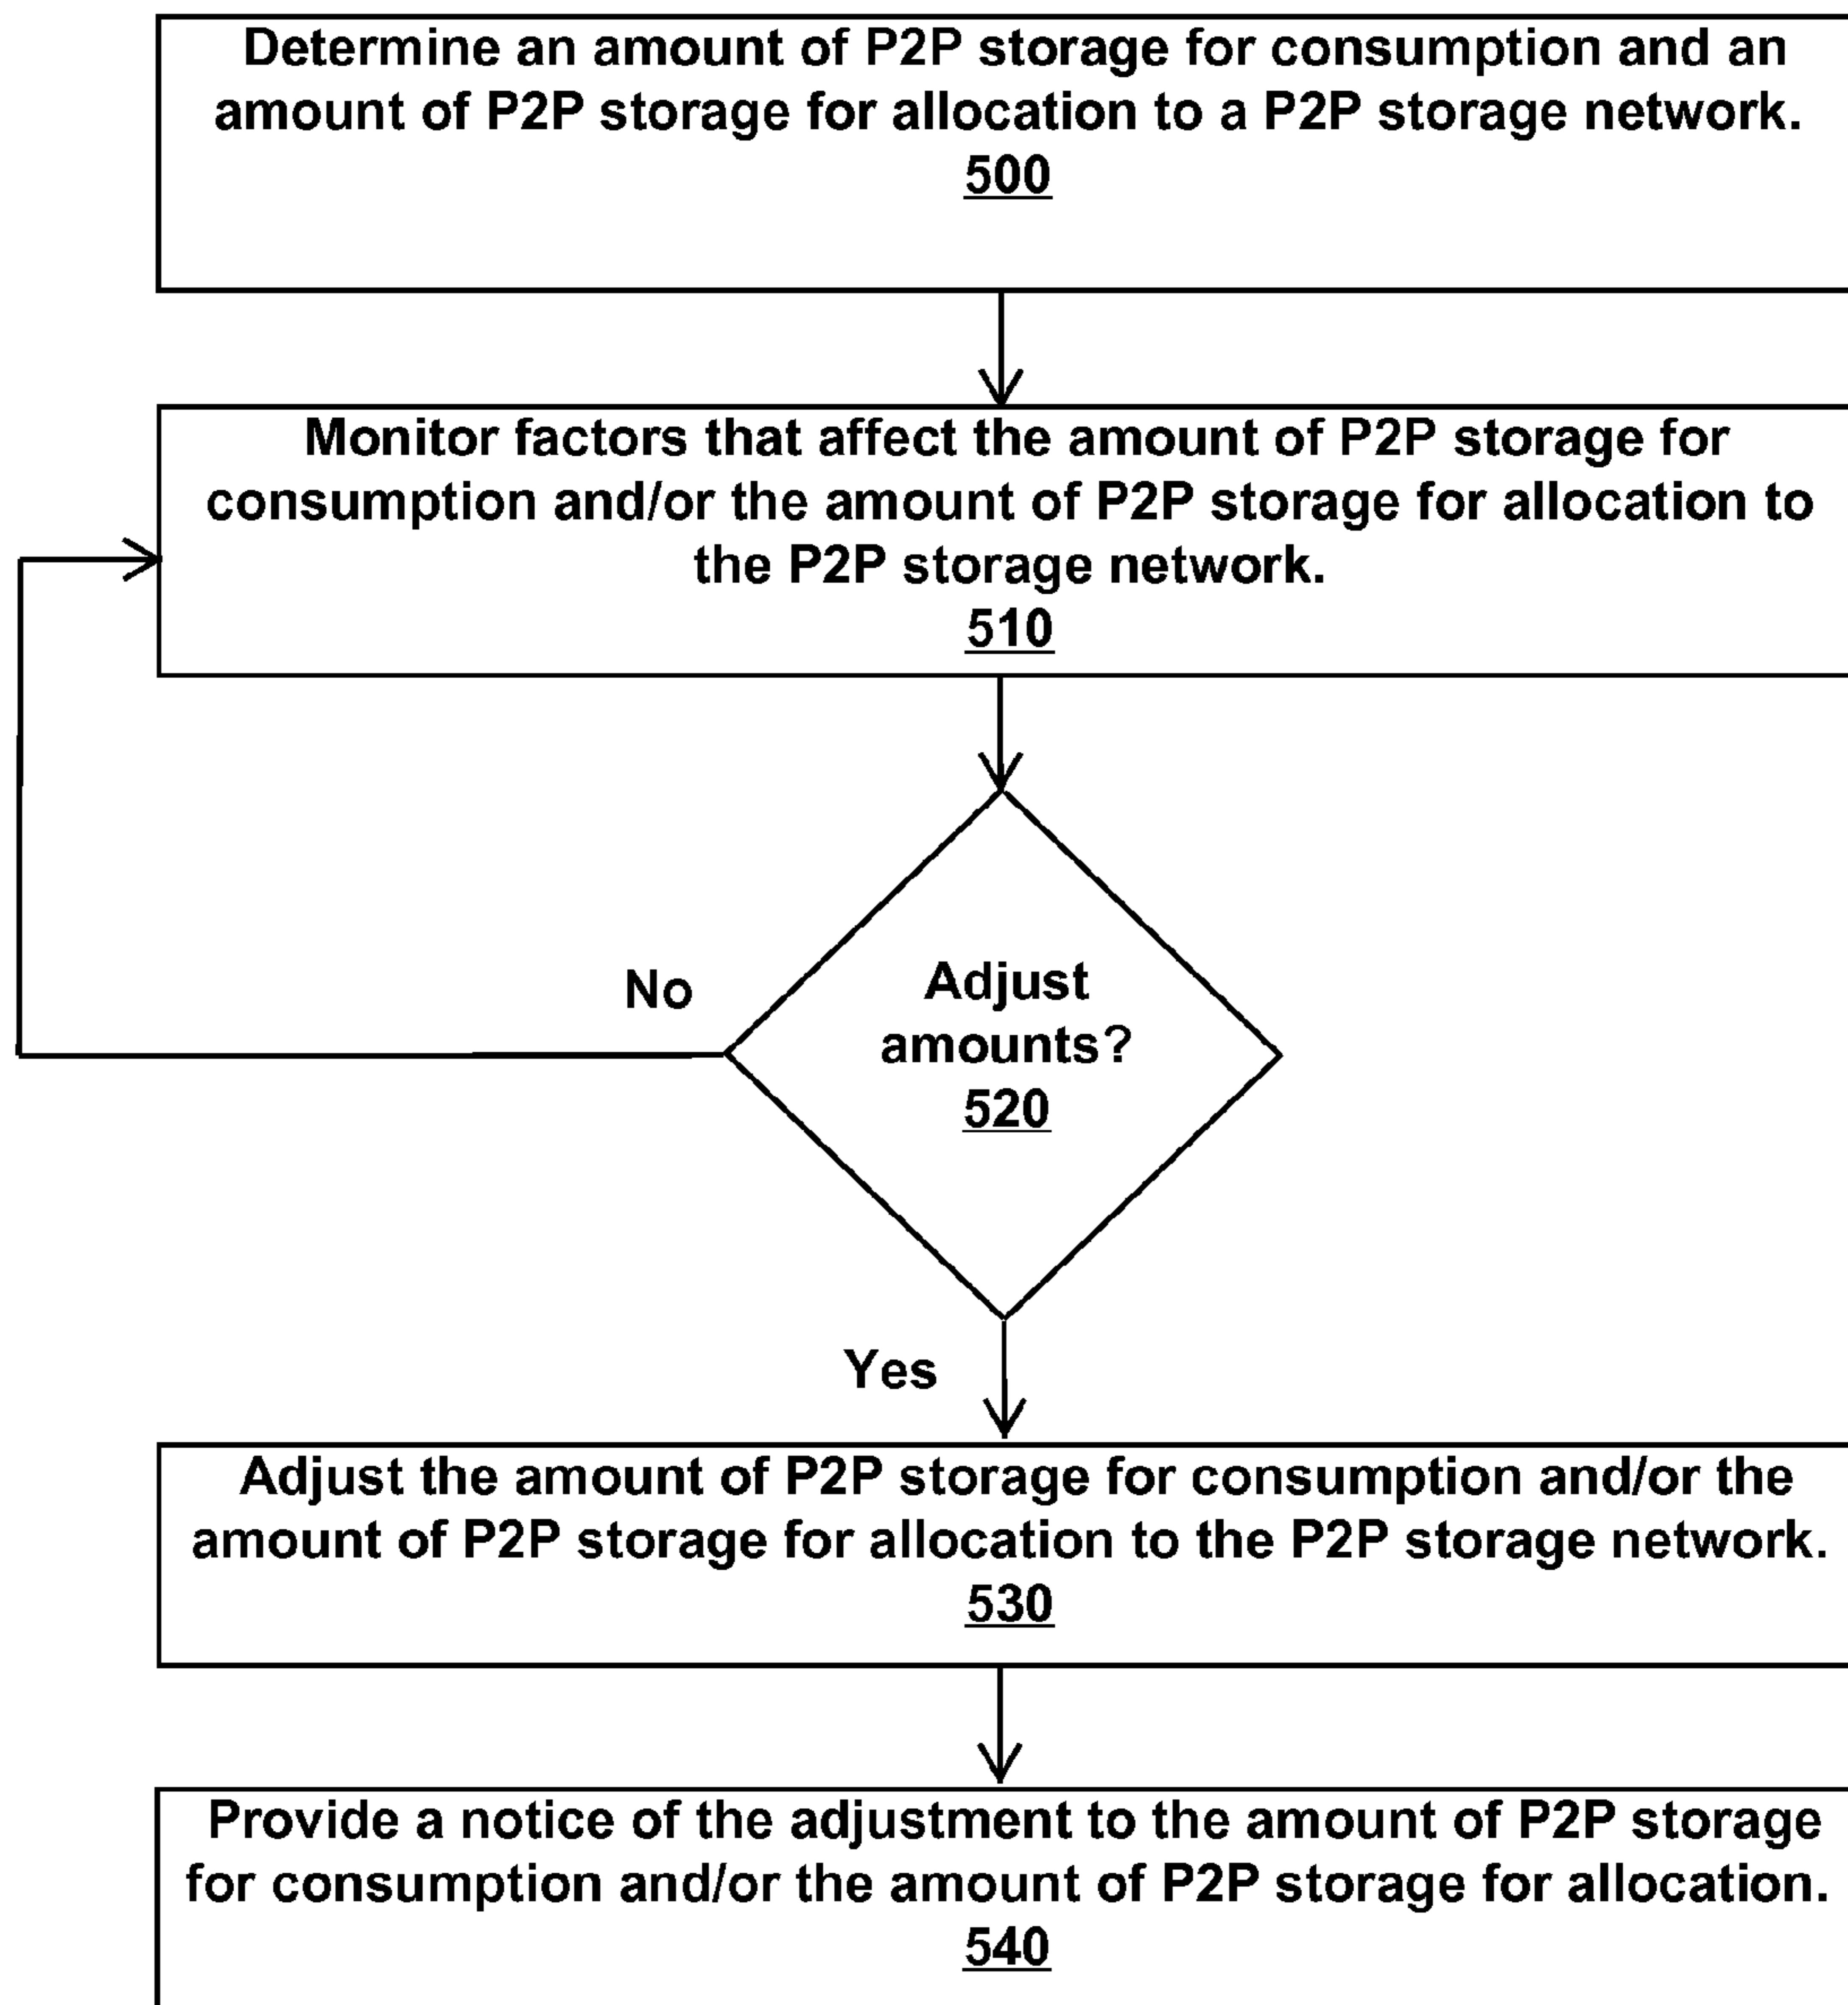 Determine an amount of P2P storage for consumption and an
amount of P2P storage for allocation to a P2P storage network.
500
Monitor factors that affect the amount of P2P storage for
consumption and/or the amount of P2P storage for allocation to
the P2P storage network.
510
No
Adjust
amounts?
520
Yes
Adjust the amount of P2P storage for consumption and/or the
amount of P2P storage for allocation to the P2P storage network.
530
Provide a notice of the adjustment to the amount of P2P storage
for consumption and/or the amount of P2P storage for allocation.
540